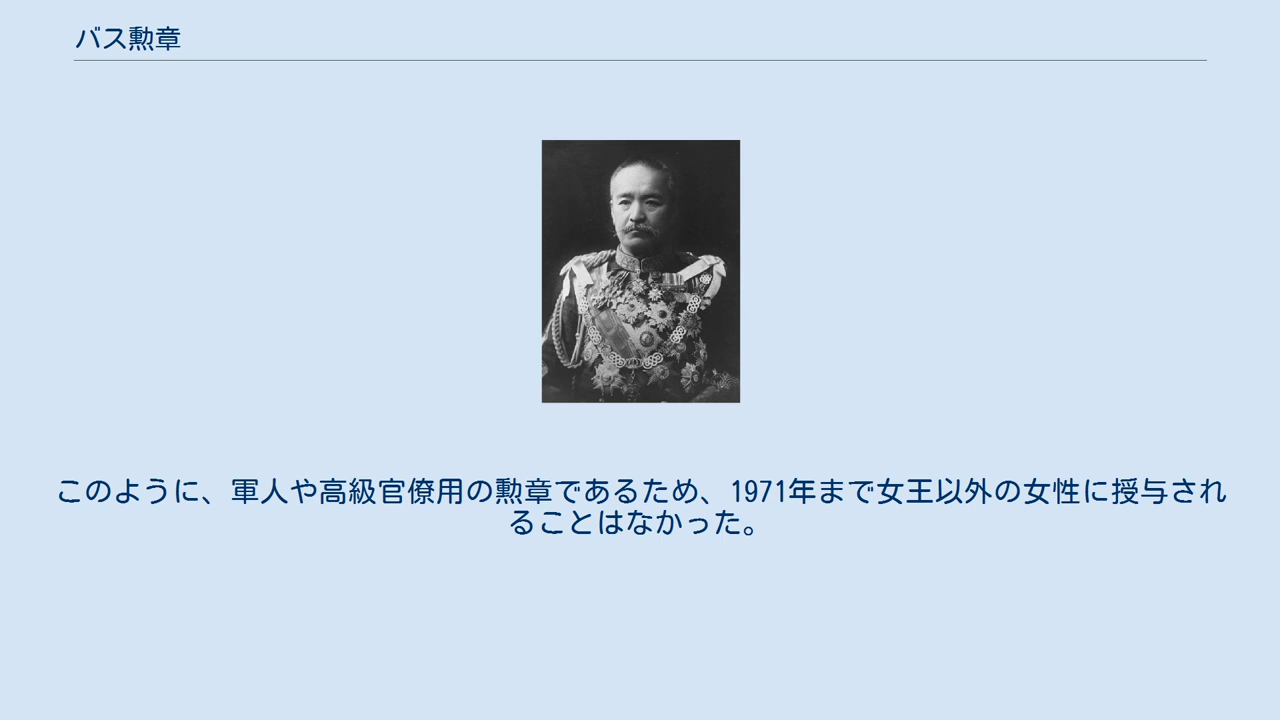 バス勲章
このように、軍人や高級官僚用の勲章であるため、1971年まで女王以外の女性に授与され
ることはなかった。